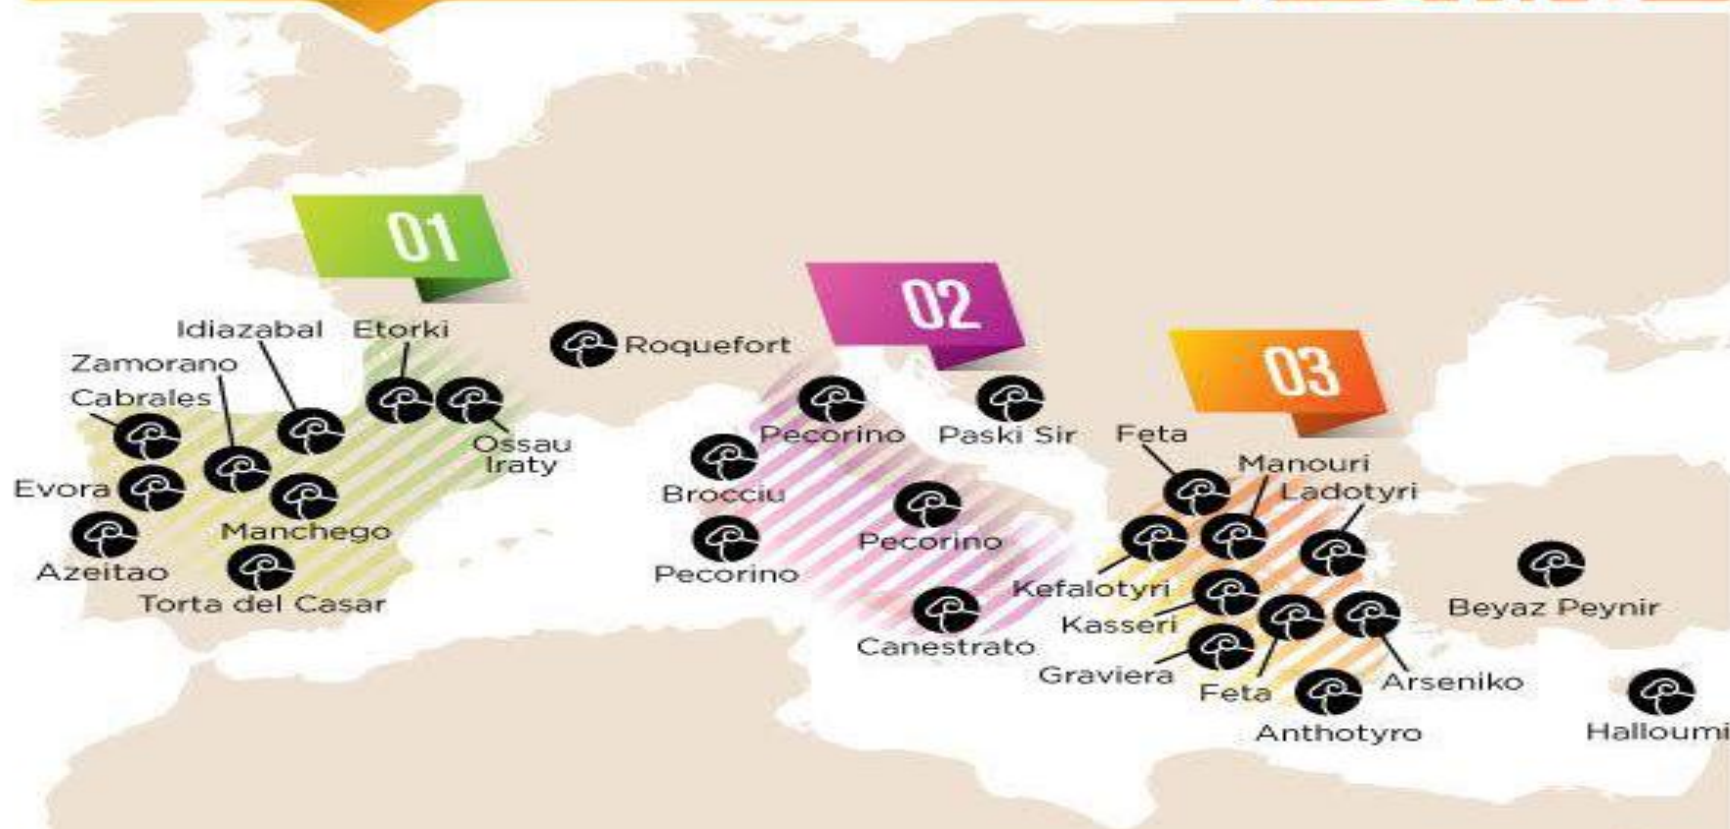 01
02
03
Idiazabal
Etorki
Roquefort
Zamorano
Cabrales
Ossau
Iraty
Evora
Manchego
Azeitao
Torta del Casar
Pecorino
Paski Sir
Brocciu
Pecorino
Pecorino
Canestrato
Feta
Manouri
Ladotyri
Kefalotyri
Kasseri
Graviera
Feta
Arseniko
Anthotyro
Beyaz Peynir
Halloumi